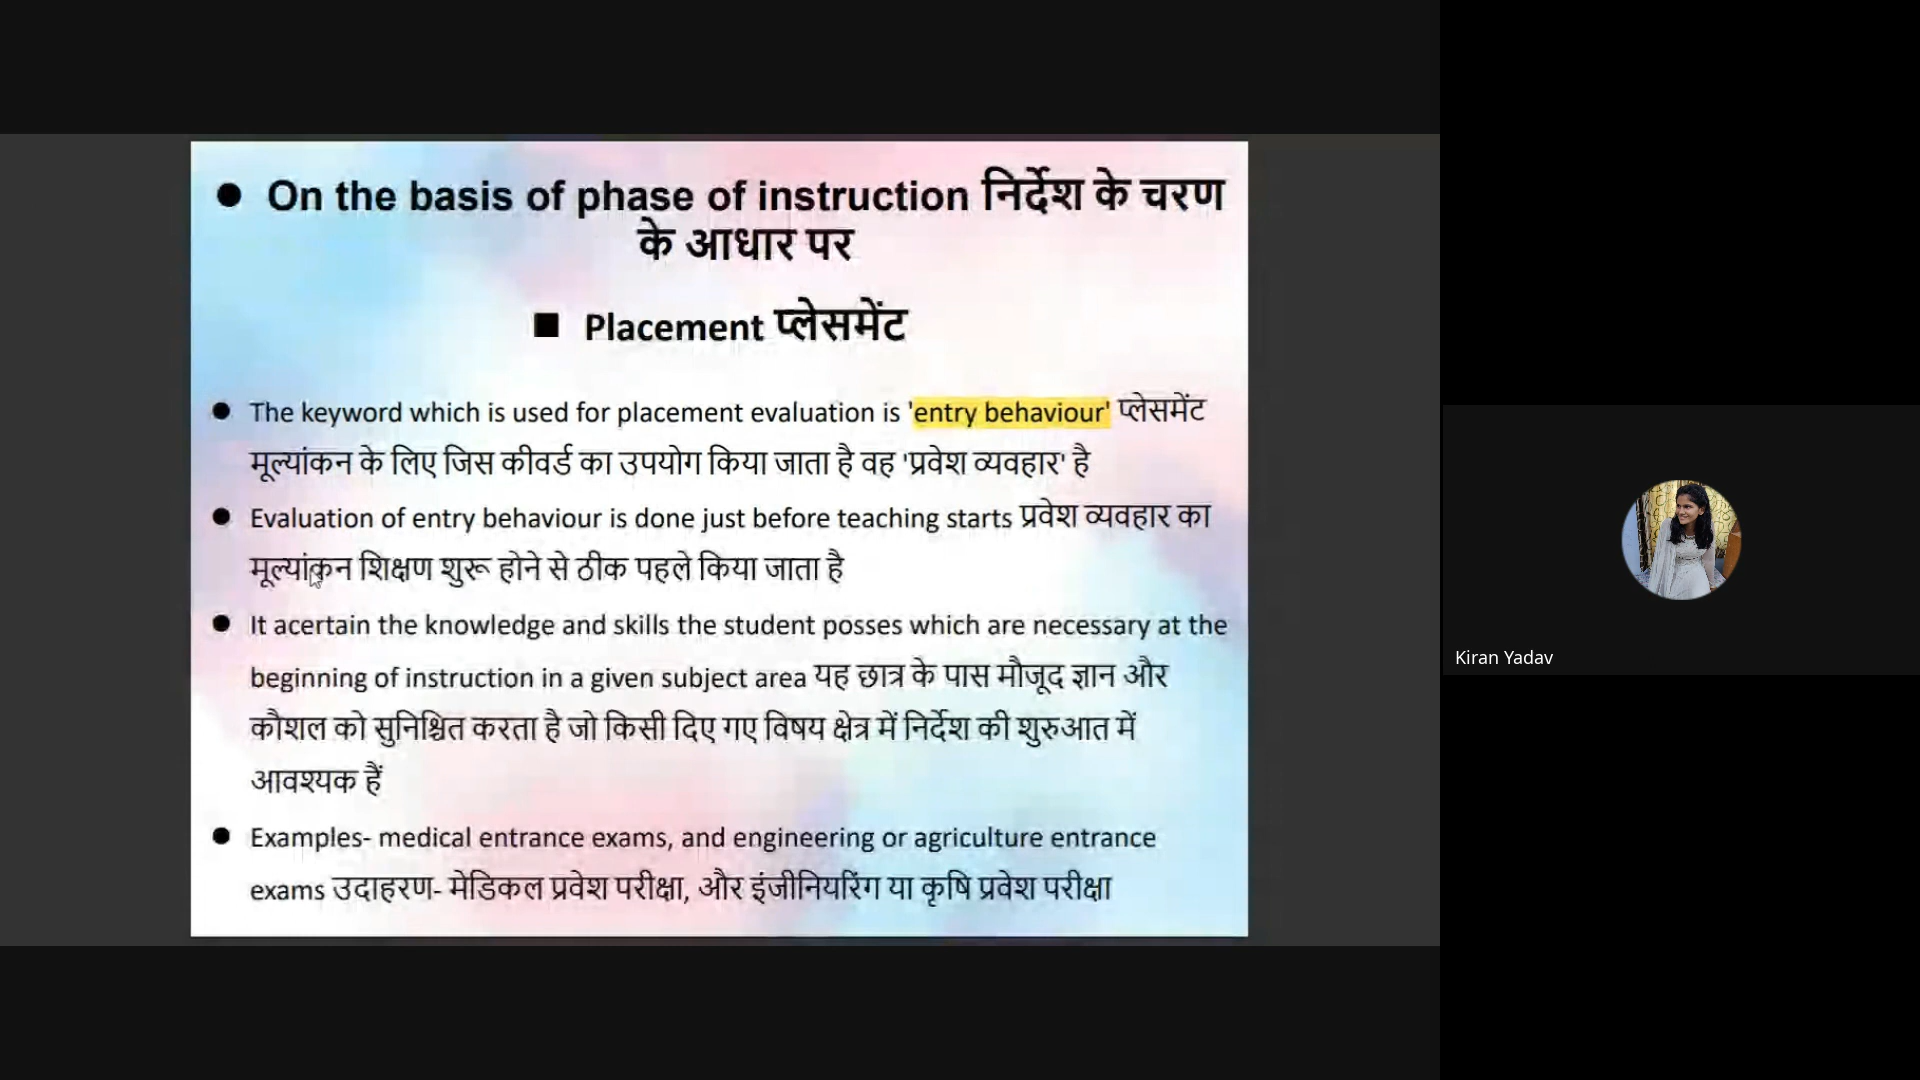 ● On the basis of phase of instruction निर्देश के चरण
के आधार पर
■ Placement प्लेसमेंट
● The keyword which is used for placement evaluation is 'entry behaviour' प्लेसमेंट
मूल्यांकन के लिए जिस कीवर्ड का उपयोग किया जाता है वह 'प्रवेश व्यवहार' है
● Evaluation of entry behaviour is done just before teaching starts प्रवेश व्यवहार का
मूल्यांकन शिक्षण शुरू होने से ठीक पहले किया जाता है
● It acertain the knowledge and skills the student posses which are necessary at the
beginning of instruction in a given subject area यह छात्र के पास मौजूद ज्ञान और
कौशल को सुनिश्चित करता है जो किसी दिए गए विषय क्षेत्र में निर्देश की शुरुआत में
आवश्यक हैं
● Examples- medical entrance exams, and engineering or agriculture entrance
exams उदाहरण- मेडिकल प्रवेश परीक्षा, और इंजीनियरिंग या कृषि प्रवेश परीक्षा
Kiran Yadav